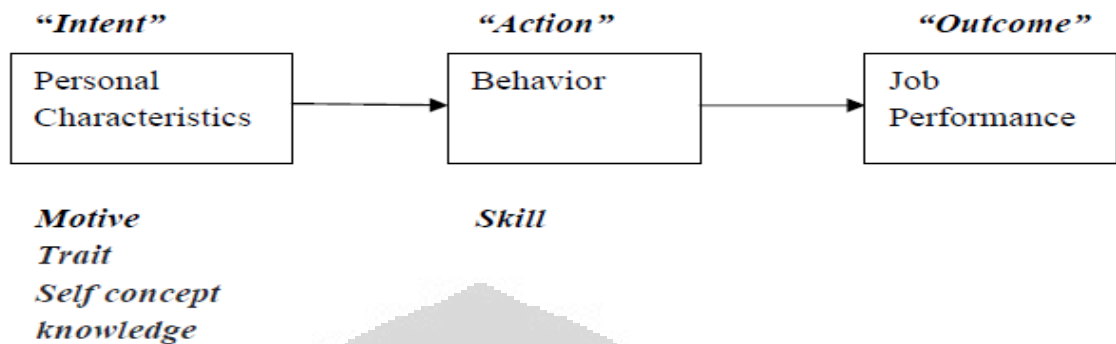 “Intent” “Action” “Outcome”
Personal Characteristics
Behavior
Job Performance
Motive
Trait
Self concept
knowledge
Skill